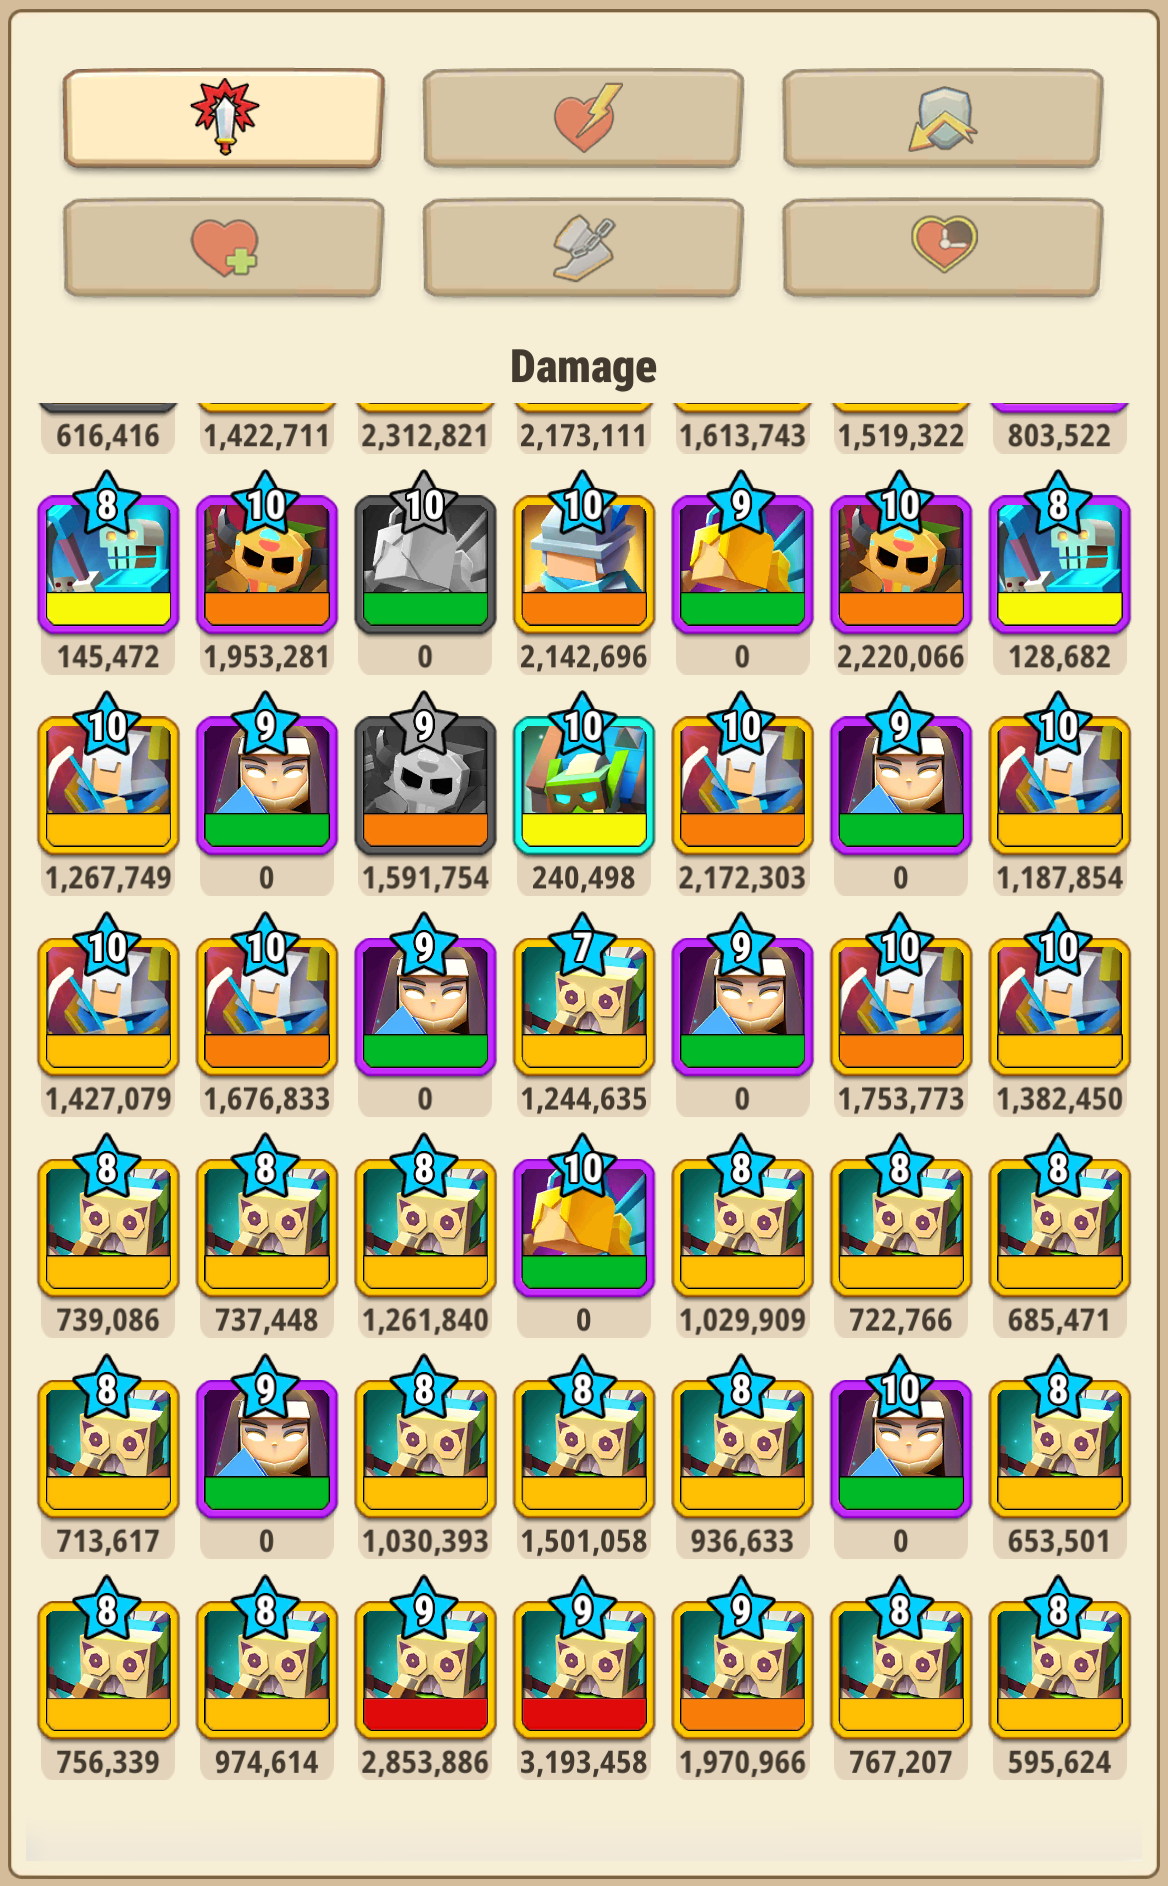 Damage
616,416 1,422,711 2,312,821 2,173,111 1,613,743 1,519,322 803,522
8 10 10 10 9 10 8
145,472 1,953,281 0 2,142,696 0 2,220,066 128,682
10 9 9 10 10 9 10
1,267,749 0 1,591,754 240,498 2,172,303 0 1,187,854
10 10 9 7 9 10 10
1,427,079 1,676,833 0 1,244,635 0 1,753,773 1,382,450
8 8 8 10 8 8 8
739,086 737,448 1,261,840 0 1,029,909 722,766 685,471
8 9 8 8 8 10 8
713,617 0 1,030,393 1,501,058 936,633 0 653,501
8 8 9 9 9 8 8
756,339 974,614 2,853,886 3,193,458 1,970,966 767,207 595,624